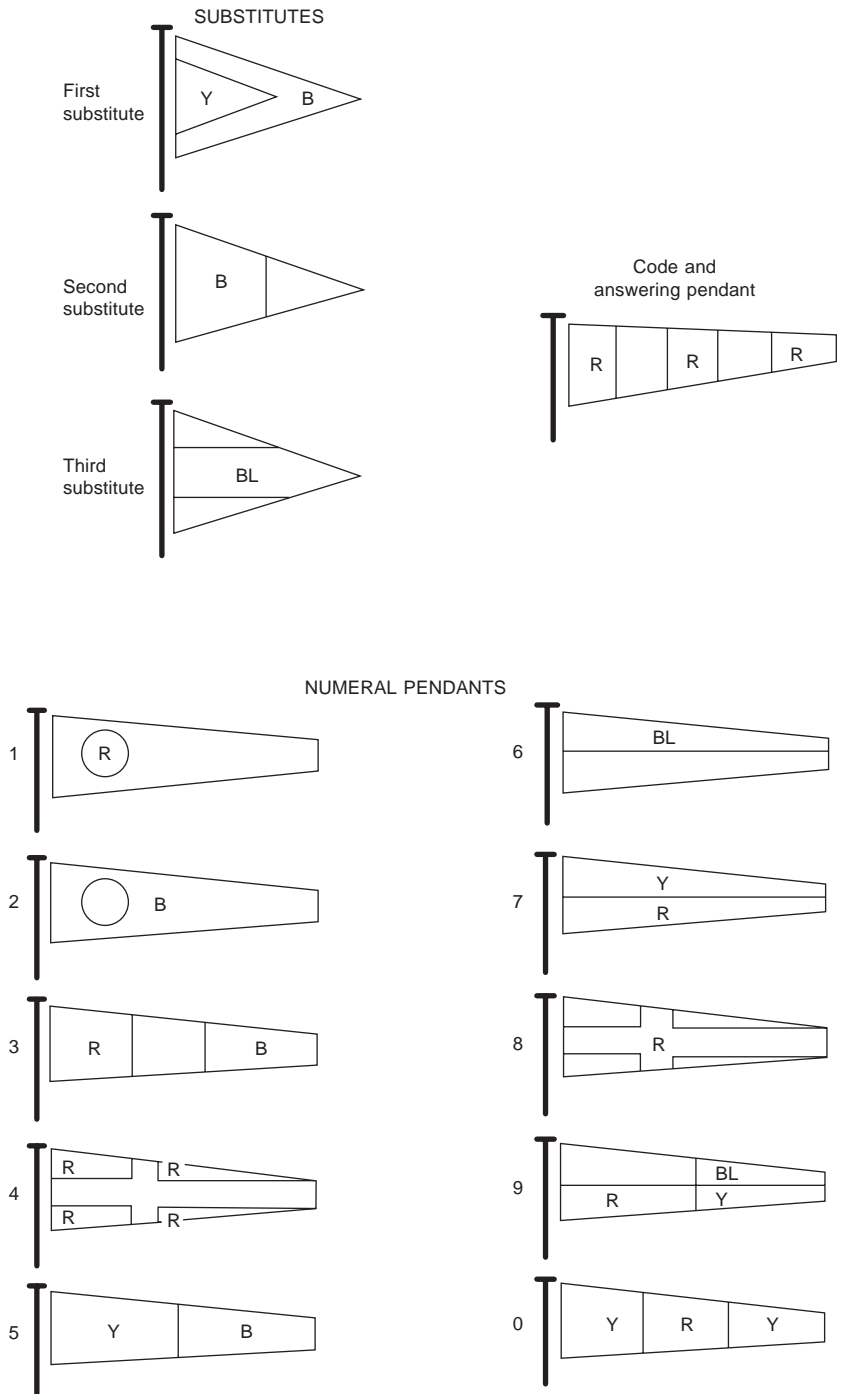 SUBSTITUTES
First
substitute
Y B
Second
substitute
B
Third
substitute
BL
Code and
answering pendant
R R R
NUMERAL PENDANTS
1 R
2 B
3 R B
4 R R
R R
5 Y B
6 BL
7 Y
R
8 R
9 BL
R Y
0 Y R Y